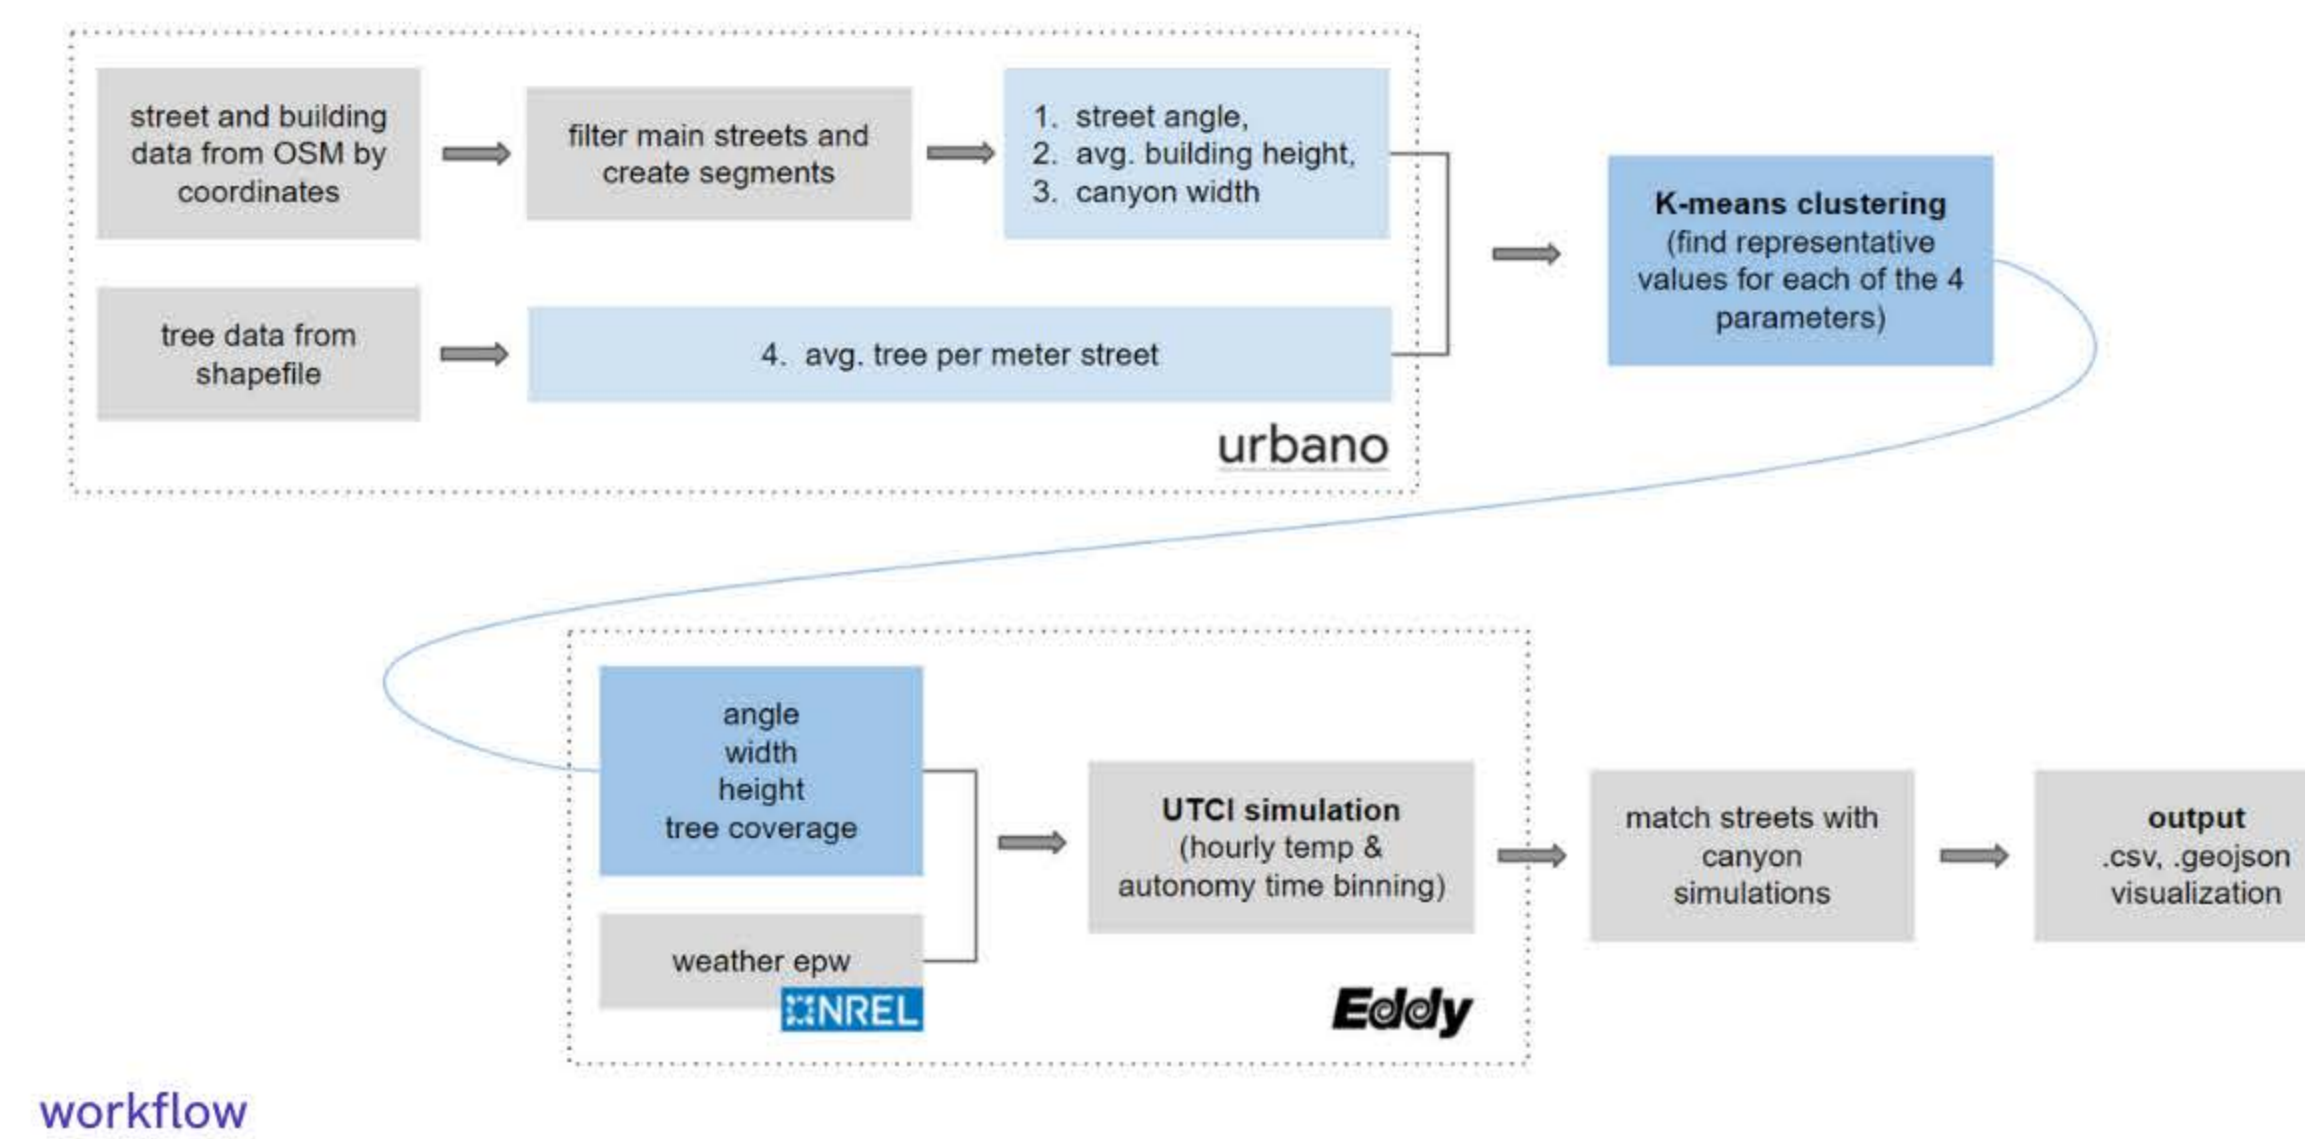 street and building
data from OSM by
coordinates
filter main streets and
create segments
1. street angle,
2. avg. building height,
3. canyon width
K-means clustering
(find representative
values for each of the 4
parameters)
tree data from
shapefile
4. avg. tree per meter street
urbano
angle
width
height
tree coverage
UTCI simulation
(hourly temp &
autonomy time binning)
match streets with
canyon
simulations
output
.csv, .geojson
visualization
weather epw
NREL
Eddy
workflow